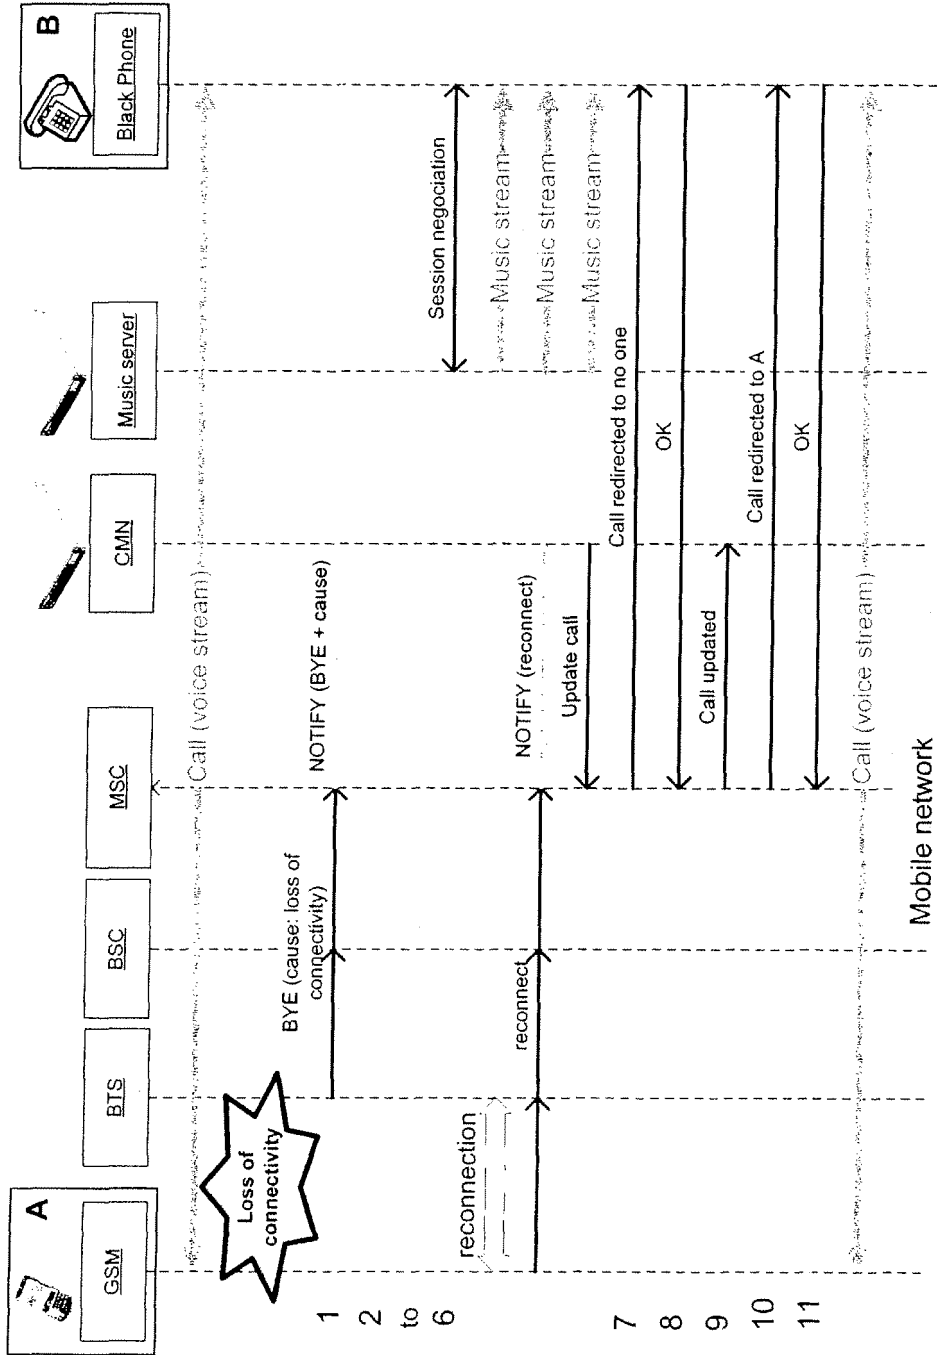 A
GSM
BTS
BSC
MSC
CMN
Music server
B
Black Phone
Call (voice stream)
Loss of
connectivity
1
BYE (cause: loss of
connectivity)
NOTIFY (BYE + cause)
2
to
6
Session negociation
reconnection
Music stream
reconnect
NOTIFY (reconnect)
Music stream
Update call
Music stream
7
Call redirected to no one
8
OK
9
Call updated
10
Call redirected to A
11
OK
Call (voice stream)
Mobile network